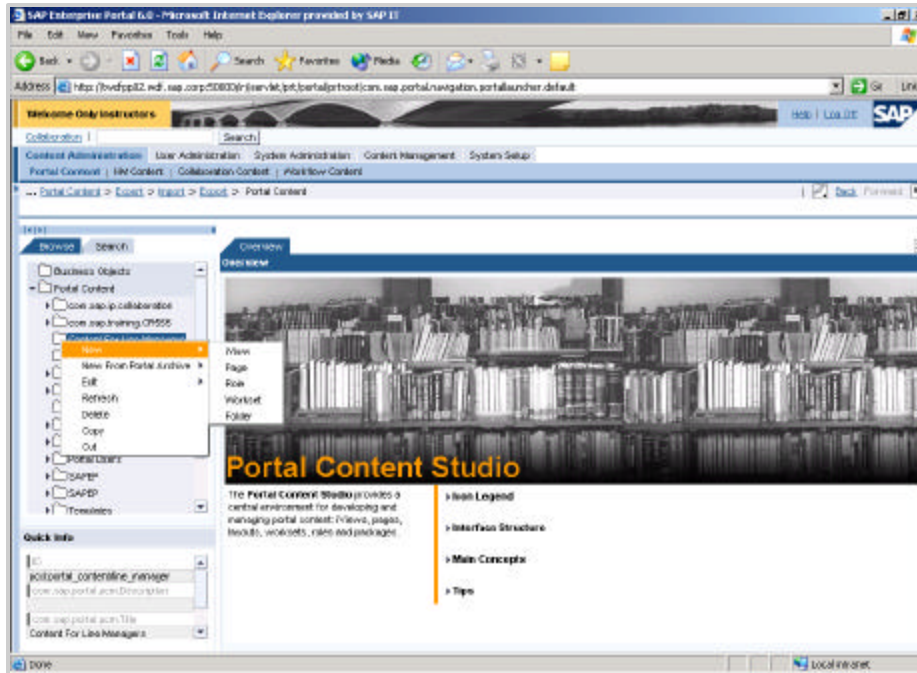 SAP Enterprise Portal 6.0 - Microsoft Internet Explorer provided by SAP IT
File Edit View Favorites Tools Help
Back Search Favorites Media
Address Go
Welcome Only Instructors Help | Log Off SAP
Collaboration | Search
Content Administration User Administration System Administration Content Management System Setup
Portal Content | KM Content | Collaboration Content | Workflow Content
... Portal Content > Export > Import > Export > Portal Content | Back Forward
Browse Search Overview
Overview
Business Objects
Portal Content
com.sap.ip.collaboration
com.sap.training.CMSSS
New iView
New From Portal Archive Page
Edit Role
Refresh Workset
Delete Folder
Copy
Cut
Portal Users
SAPEP
SAPEP
Templates
Portal Content Studio
The Portal Content Studio provides a
central environment for developing and
managing portal content: iViews, pages,
layouts, worksets, roles and packages.
Icon Legend
Interface Structure
Main Concepts
Tips
Quick Info
ID
com.sap.portal.pcm.Description
com.sap.portal.pcm.Title
Content For Line Managers
Done Local intranet